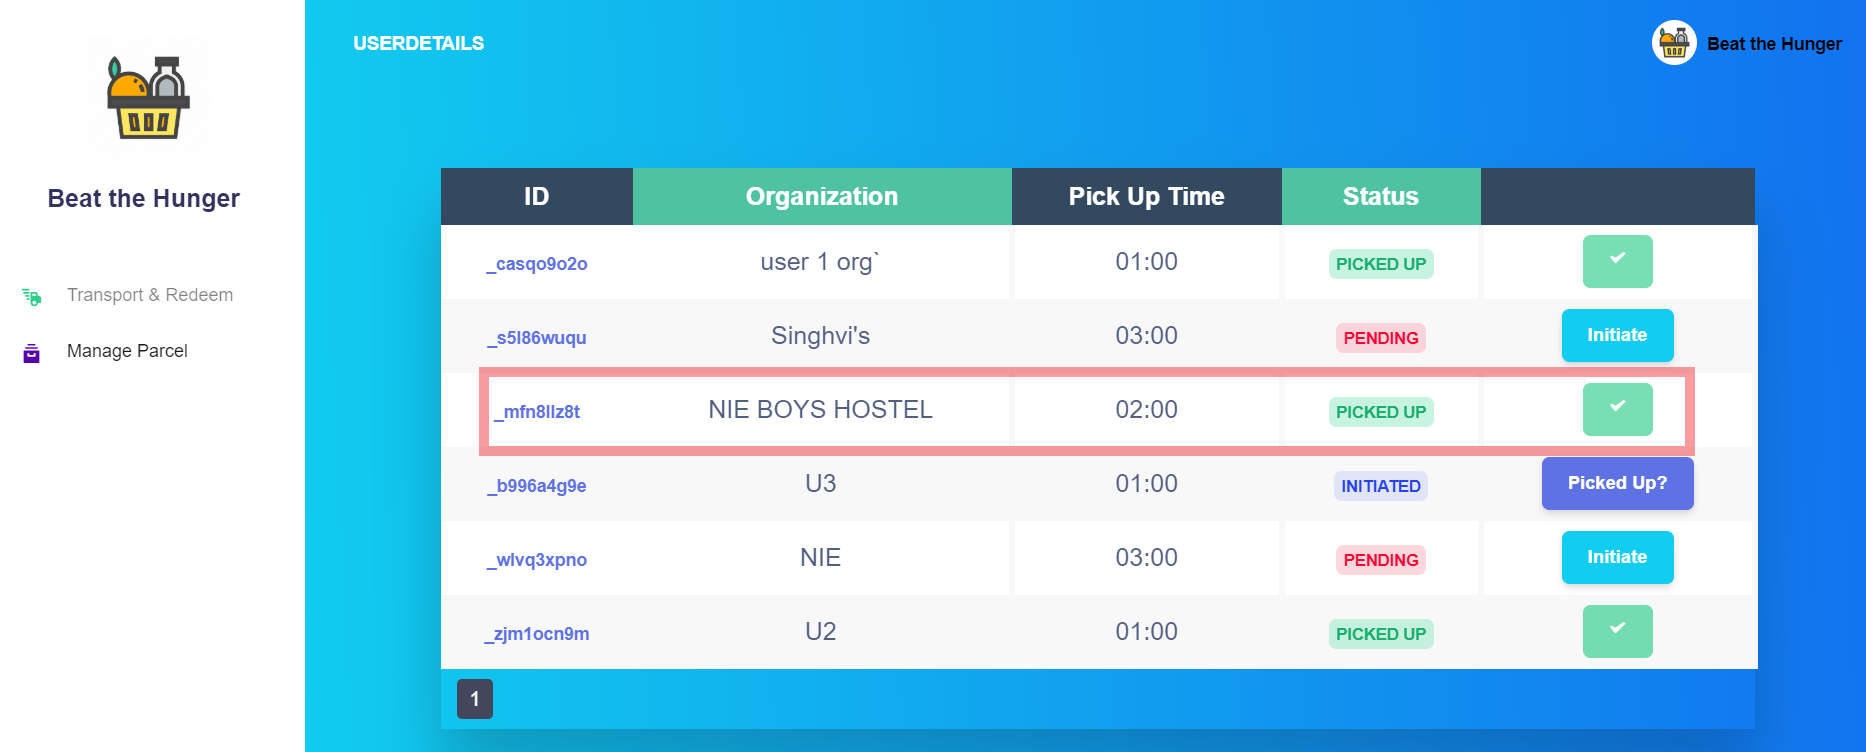 USERDETAILS
Beat the Hunger
Beat the Hunger
Transport & Redeem
Manage Parcel
ID Organization Pick Up Time Status
_casqo9o2o user 1 org` 01:00 PICKED UP
_s5l86wuqu Singhvi's 03:00 PENDING Initiate
_mfn8llz8t NIE BOYS HOSTEL 02:00 PICKED UP
_b996a4g9e U3 01:00 INITIATED Picked Up?
_wlvq3xpno NIE 03:00 PENDING Initiate
_zjm1ocn9m U2 01:00 PICKED UP
1